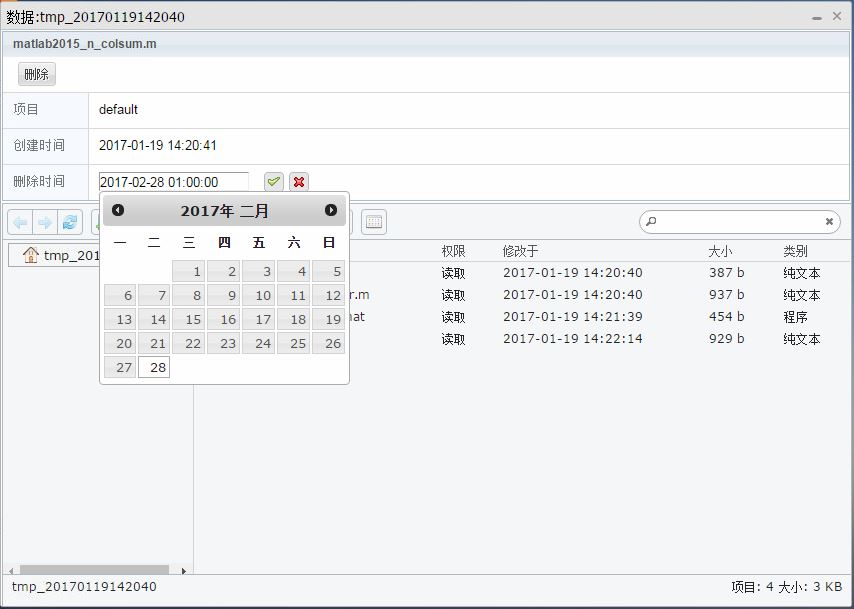 数据:tmp_20170119142040
matlab2015_n_colsum.m
删除
项目 default
创建时间 2017-01-19 14:20:41
删除时间 2017-02-28 01:00:00
2017年 二月
一 二 三 四 五 六 日
1 2 3 4 5
6 7 8 9 10 11 12
13 14 15 16 17 18 19
20 21 22 23 24 25 26
27 28
tmp_201
权限 修改于 大小 类别
读取 2017-01-19 14:20:40 387 b 纯文本
r.m 读取 2017-01-19 14:20:40 937 b 纯文本
at 读取 2017-01-19 14:21:39 454 b 程序
读取 2017-01-19 14:22:14 929 b 纯文本
tmp_20170119142040 项目: 4 大小: 3 KB